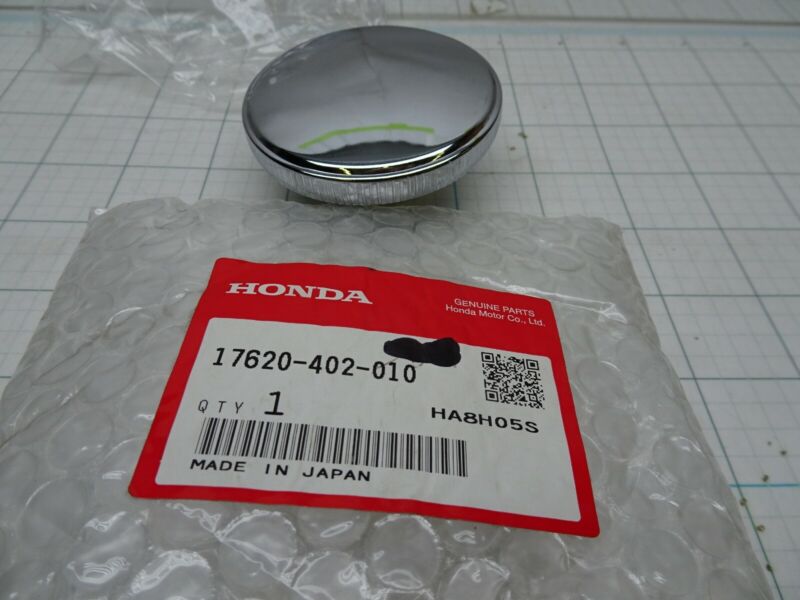 HONDA
GENUINE PARTS
Honda Motor Co., Ltd.
17620-402-010
QTY 1
HA8H05S
MADE IN JAPAN